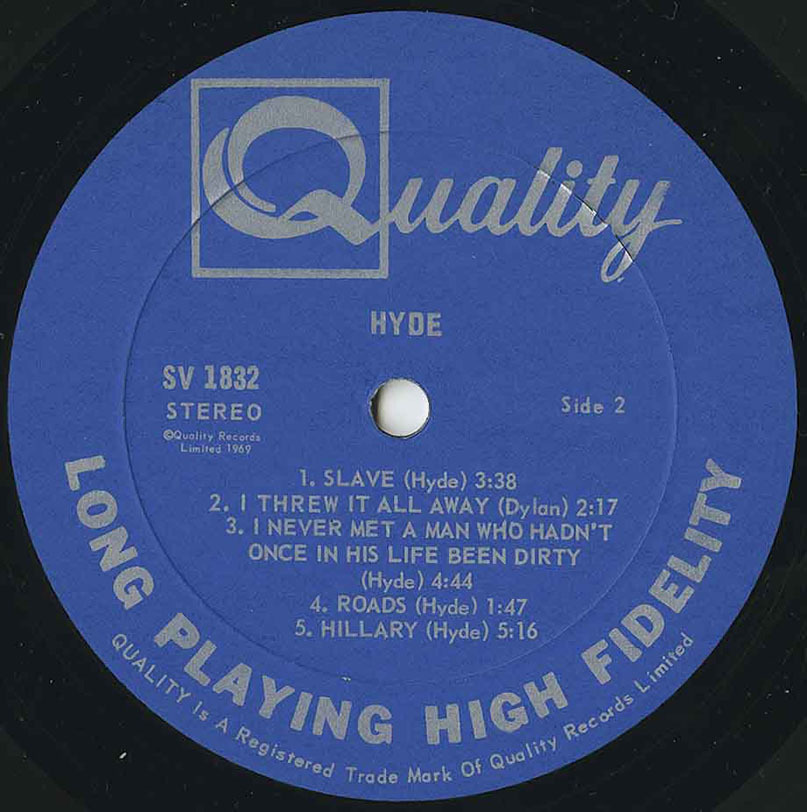 Quality
HYDE
SV 1832
STEREO
©Quality Records
Limited 1969
Side 2
1. SLAVE (Hyde) 3:38
2. I THREW IT ALL AWAY (Dylan) 2:17
3. I NEVER MET A MAN WHO HADN'T
ONCE IN HIS LIFE BEEN DIRTY
(Hyde) 4:44
4. ROADS (Hyde) 1:47
5. HILLARY (Hyde) 5:16
LONG PLAYING HIGH FIDELITY
QUALITY Is A Registered Trade Mark Of Quality Records Limited